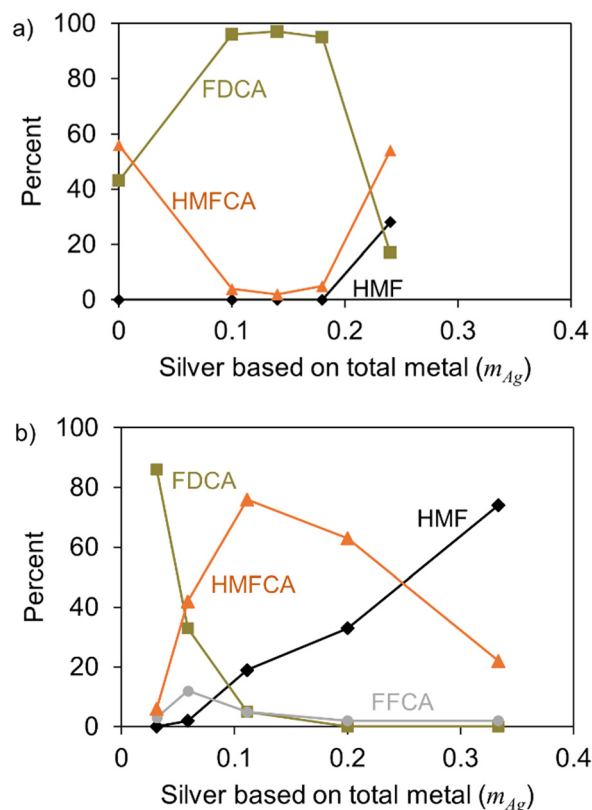 a)
100
80
60
40
20
0
Percent
FDCA
HMFCA
HMF
0 0.1 0.2 0.3 0.4
Silver based on total metal (mAg)
b)
100
80
60
40
20
0
Percent
FDCA
HMF
HMFCA
FFCA
0 0.1 0.2 0.3 0.4
Silver based on total metal (mAg)